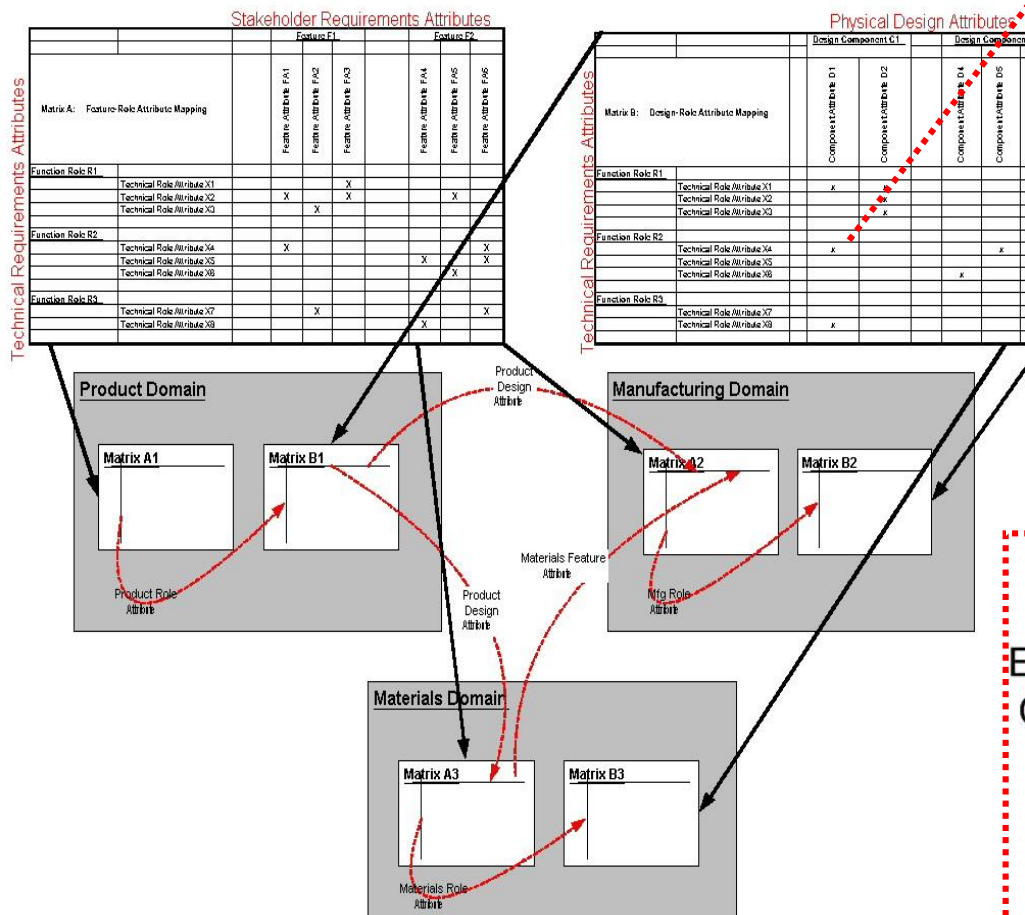 Stakeholder Requirements Attributes
Feature F1
Feature F2
Technical Requirements Attributes
Matrix A: Feature-Role Attribute Mapping
Feature Attribute FA1
Feature Attribute FA2
Feature Attribute FA3
Feature Attribute FA4
Feature Attribute FA5
Feature Attribute FA6
Function Role R1
Technical Role Attribute X1 X
Technical Role Attribute X2 X X X
Technical Role Attribute X3 X
Function Role R2
Technical Role Attribute X4 X X
Technical Role Attribute X5 X X
Technical Role Attribute X6 X
Function Role R3
Technical Role Attribute X7 X X
Technical Role Attribute X8 X
Physical Design Attributes
Design Component C1
Design Component
Technical Requirements Attributes
Matrix B: Design-Role Attribute Mapping
Component Attribute D1
Component Attribute D2
Component Attribute D4
Component Attribute D5
Function Role R1
Technical Role Attribute X1 x x
Technical Role Attribute X2 x
Technical Role Attribute X3 x
Function Role R2
Technical Role Attribute X4 x x
Technical Role Attribute X5
Technical Role Attribute X6 x
Function Role R3
Technical Role Attribute X7
Technical Role Attribute X8 x
Product Domain
Matrix A1
Matrix B1
Product Role
Attribute
Product
Design
Attribute
Manufacturing Domain
Matrix A2
Matrix B2
Mfg Role
Attribute
Materials Feature
Attribute
Product
Design
Attribute
Materials Domain
Matrix A3
Matrix B3
Materials Role
Attribute